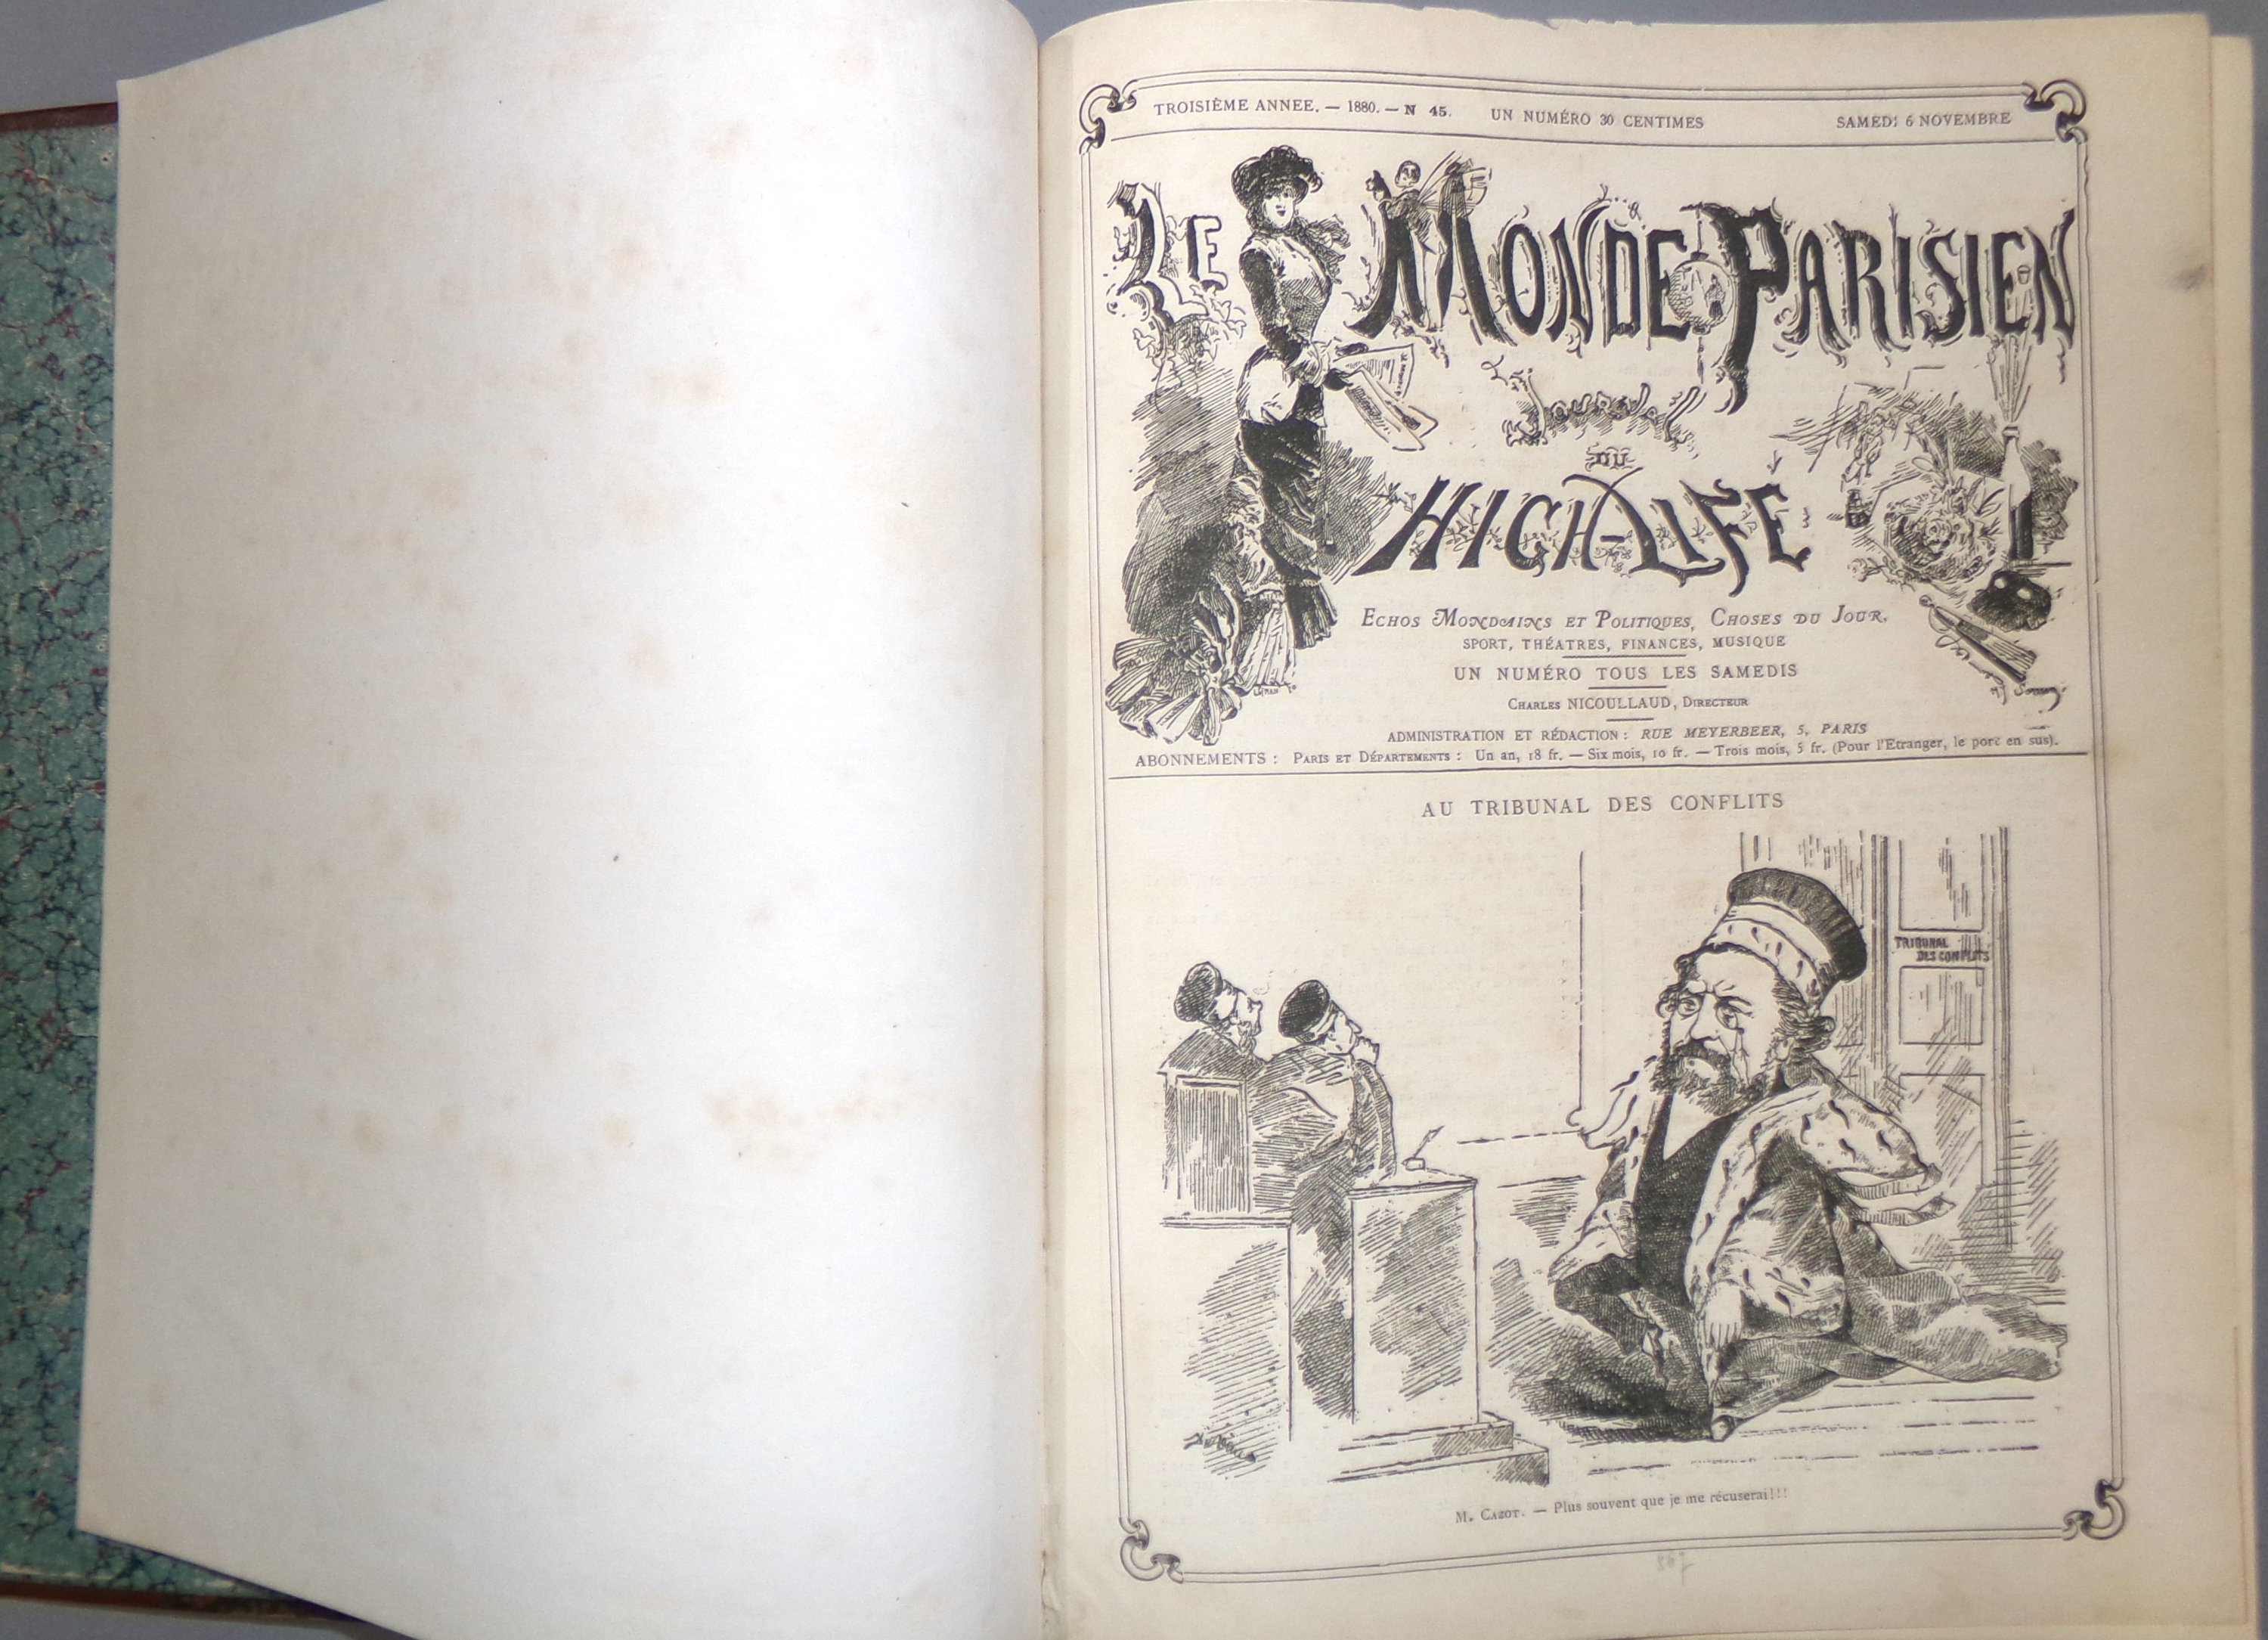 TROISIÈME ANNEE. — 1880. — N 45. UN NUMÉRO 30 CENTIMES SAMEDI 6 NOVEMBRE
LE MONDE PARISIEN
JOURNAL
DU
HIGH-LIFE
ECHOS MONDAINS ET POLITIQUES, CHOSES DU JOUR,
SPORT, THÉATRES, FINANCES, MUSIQUE
UN NUMÉRO TOUS LES SAMEDIS
CHARLES NICOULLAUD, DIRECTEUR
ADMINISTRATION ET RÉDACTION : RUE MEYERBEER, 5, PARIS
ABONNEMENTS : PARIS ET DÉPARTEMENTS : Un an, 18 fr. — Six mois, 10 fr. — Trois mois, 5 fr. (Pour l'Etranger, le port en sus).
AU TRIBUNAL DES CONFLITS
TRIBUNAL
DES CONFLITS
M. CAZOT. — Plus souvent que je me récuserai!!!